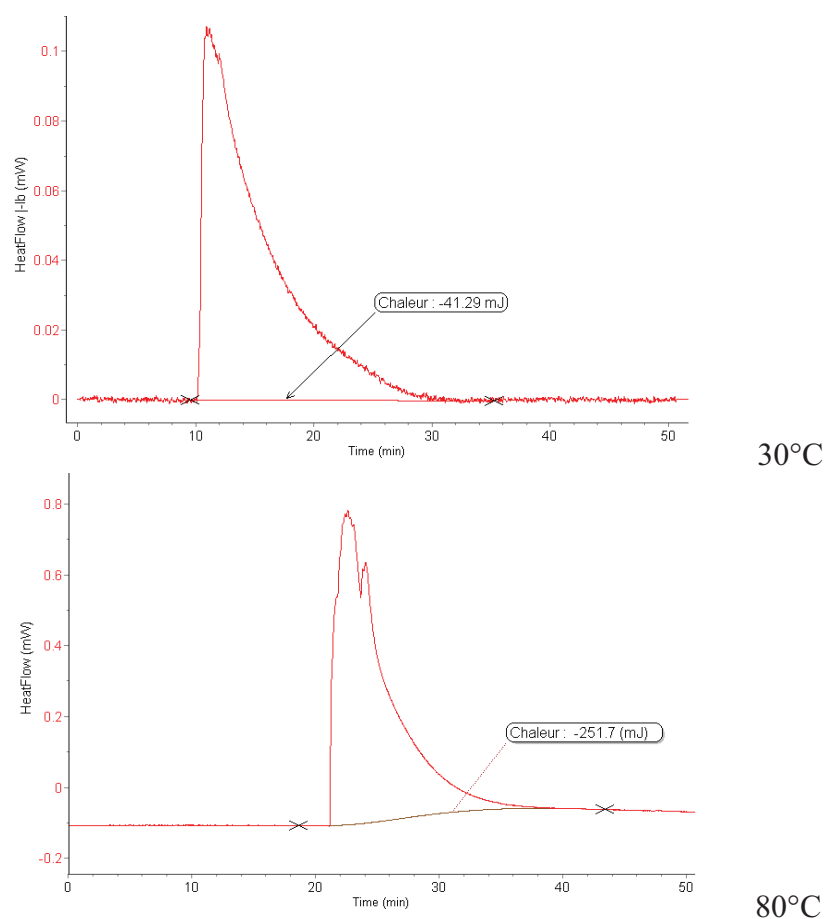 HeatFlow |-Ib (mW)
0.1
0.08
0.06
0.04
0.02
0
Chaleur : -41.29 mJ
0 10 20 30 40 50
Time (min)
30°C
HeatFlow (mW)
0.8
0.6
0.4
0.2
0
-0.2
Chaleur : -251.7 (mJ)
0 10 20 30 40 50
Time (min)
80°C